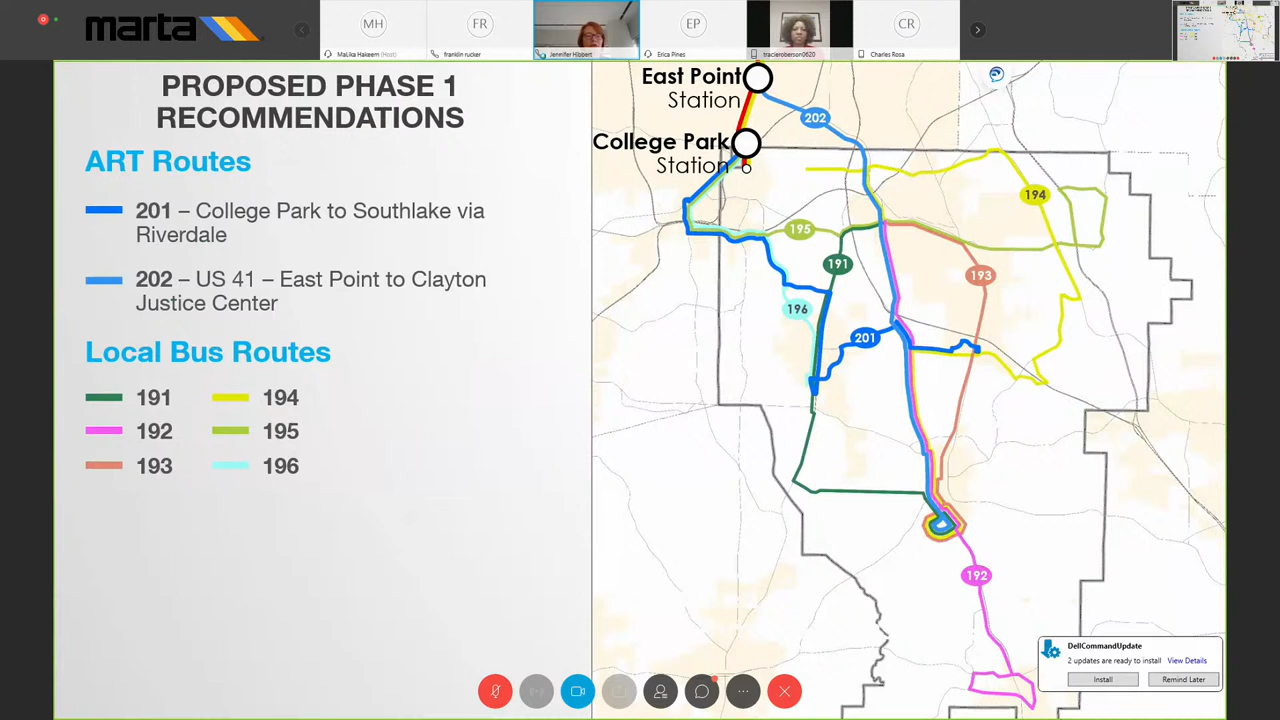 marta
MH
MaLika Hakeem (Host)
FR
franklin rucker
Jennifer Hibbert
EP
Erica Pines
tracieroberson0620
CR
Charles Rosa
PROPOSED PHASE 1
RECOMMENDATIONS
ART Routes
201 – College Park to Southlake via
Riverdale
202 – US 41 – East Point to Clayton
Justice Center
Local Bus Routes
191 194
192 195
193 196
East Point
Station
College Park
Station
202
194
195
191
193
196
201
192
DellCommandUpdate
2 updates are ready to install View Details
Install Remind Later